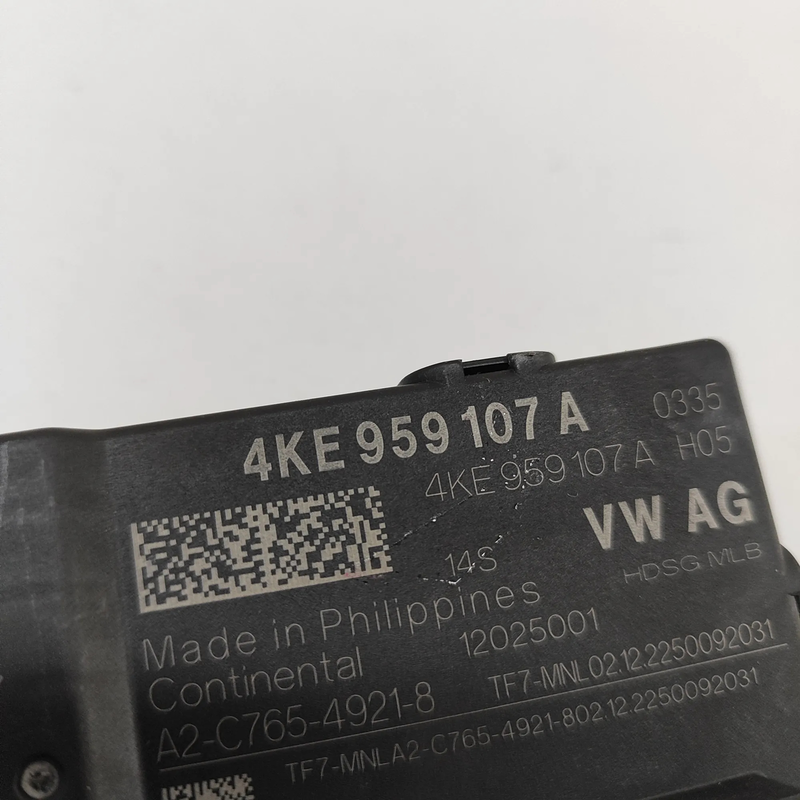 4KE 959 107 A 0335
4KE 959 107 A H05
VW AG
14S HDSG MLB
Made in Philippines
Continental 12025001
A2-C765-4921-8 TF7-MNL02.12.2250092031
TF7-MNLA2-C765-4921-802.12.2250092031